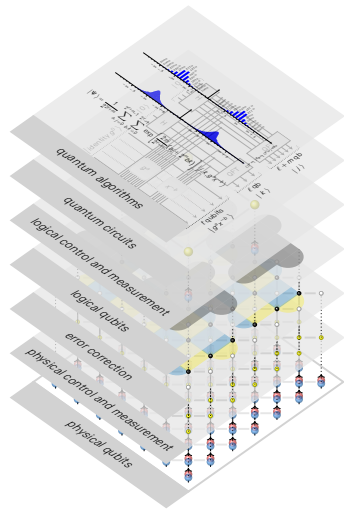 quantum algorithms
quantum circuits
logical control and measurement
logical qubits
error correction
physical control and measurement
physical qubits